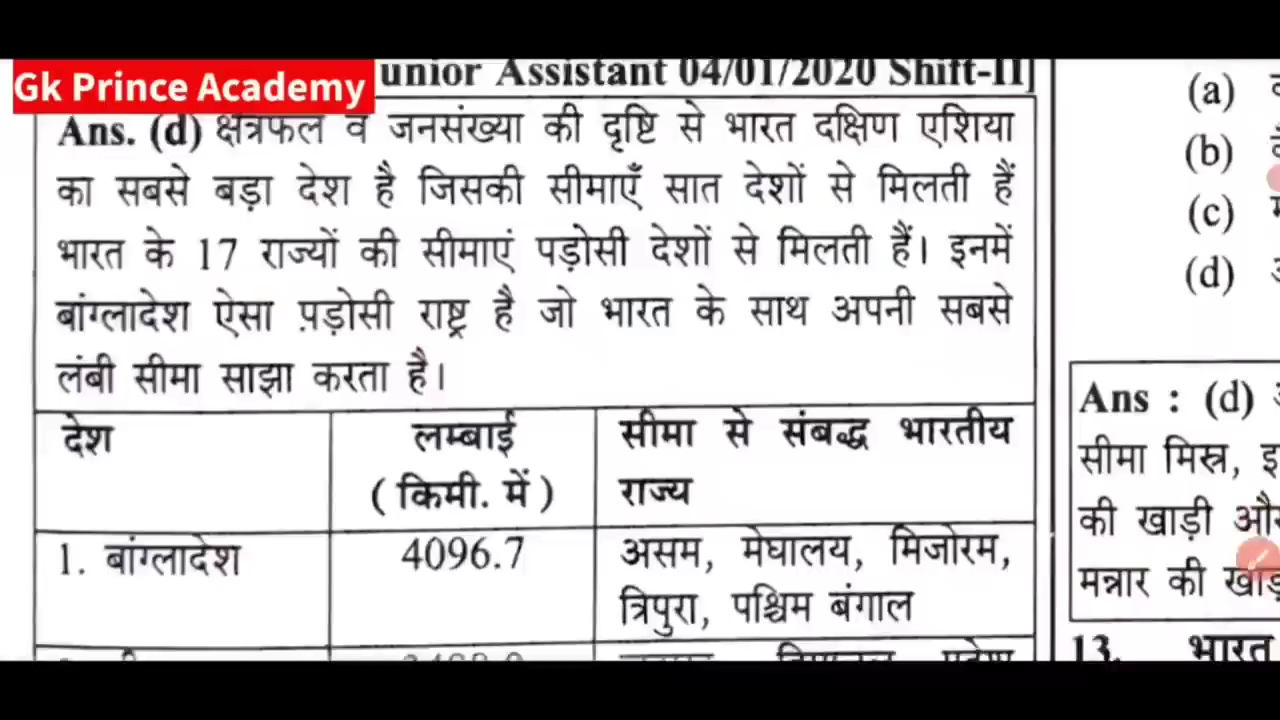 Gk Prince Academy
unior Assistant 04/01/2020 Shift-II]
Ans. (d) क्षेत्रफल व जनसंख्या की दृष्टि से भारत दक्षिण एशिया
का सबसे बड़ा देश है जिसकी सीमाएँ सात देशों से मिलती हैं
भारत के 17 राज्यों की सीमाएं पड़ोसी देशों से मिलती हैं। इनमें
बांग्लादेश ऐसा पड़ोसी राष्ट्र है जो भारत के साथ अपनी सबसे
लंबी सीमा साझा करता है।
देश
लम्बाई
(किमी. में)
सीमा से संबद्ध भारतीय
राज्य
1. बांग्लादेश
4096.7
असम, मेघालय, मिजोरम,
त्रिपुरा, पश्चिम बंगाल
(a)
(b)
(c)
(d)
Ans : (d)
सीमा मिस्र,
की खाड़ी
मन्नार की
13. भारत